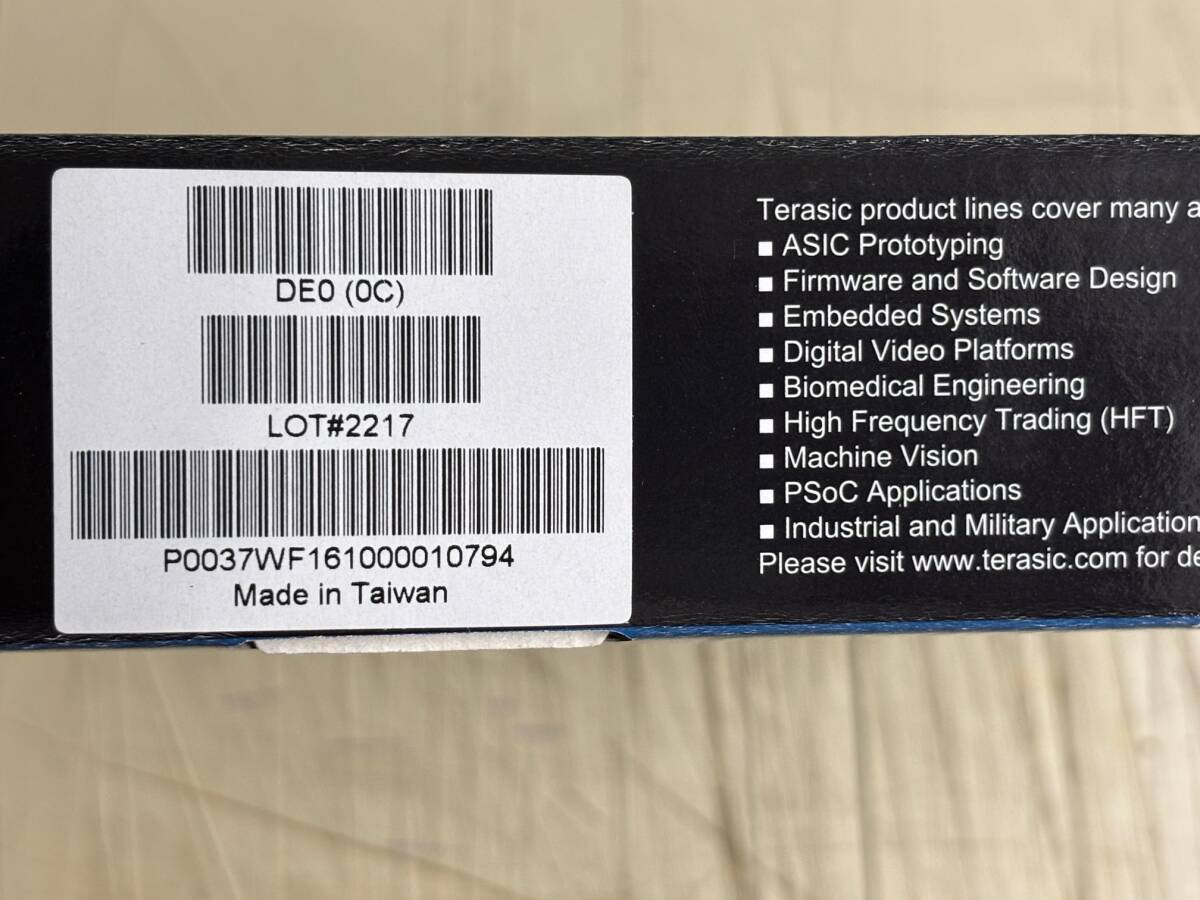 DE0 (0C)
LOT#2217
P0037WF161000010794
Made in Taiwan
Terasic product lines cover many a
■ ASIC Prototyping
■ Firmware and Software Design
■ Embedded Systems
■ Digital Video Platforms
■ Biomedical Engineering
■ High Frequency Trading (HFT)
■ Machine Vision
■ PSoC Applications
■ Industrial and Military Application
Please visit www.terasic.com for de